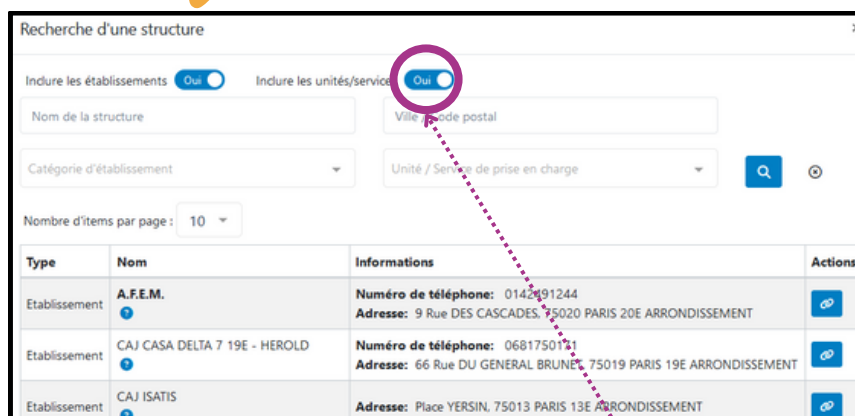 Recherche d'une structure
Inclure les établissements Oui Inclure les unités/service Oui
Nom de la structure Ville / Code postal
Catégorie d'établissement Unité / Service de prise en charge
Nombre d'items par page : 10
Type Nom Informations Actions
Etablissement A.F.E.M. Numéro de téléphone: 0142491244
Adresse: 9 Rue DES CASCADES, 75020 PARIS 20E ARRONDISSEMENT
Etablissement CAJ CASA DELTA 7 19E - HEROLD Numéro de téléphone: 0681750171
Adresse: 66 Rue DU GENERAL BRUNET, 75019 PARIS 19E ARRONDISSEMENT
Etablissement CAJ ISATIS Adresse: Place YERSIN, 75013 PARIS 13E ARRONDISSEMENT